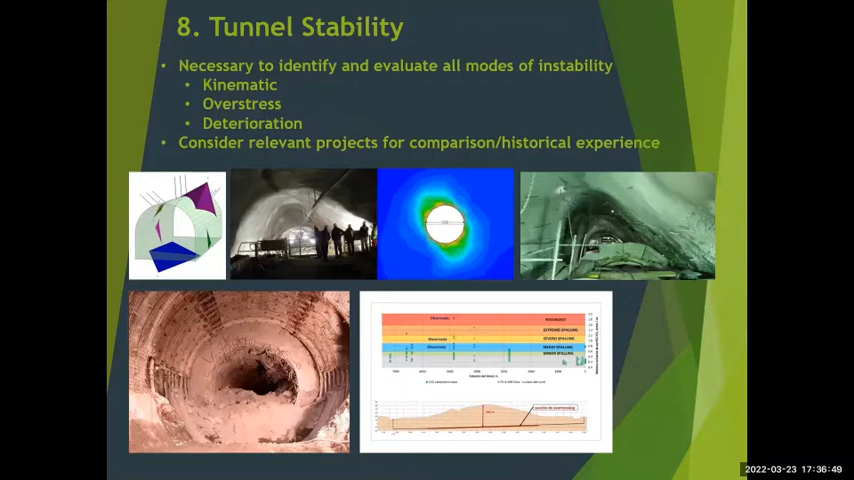 8. Tunnel Stability
• Necessary to identify and evaluate all modes of instability
• Kinematic
• Overstress
• Deterioration
• Consider relevant projects for comparison/historical experience
ROCKBURST
EXTREME SPALLING
SEVERE SPALLING
MINOR SPALLING
2022-03-23 17:36:49